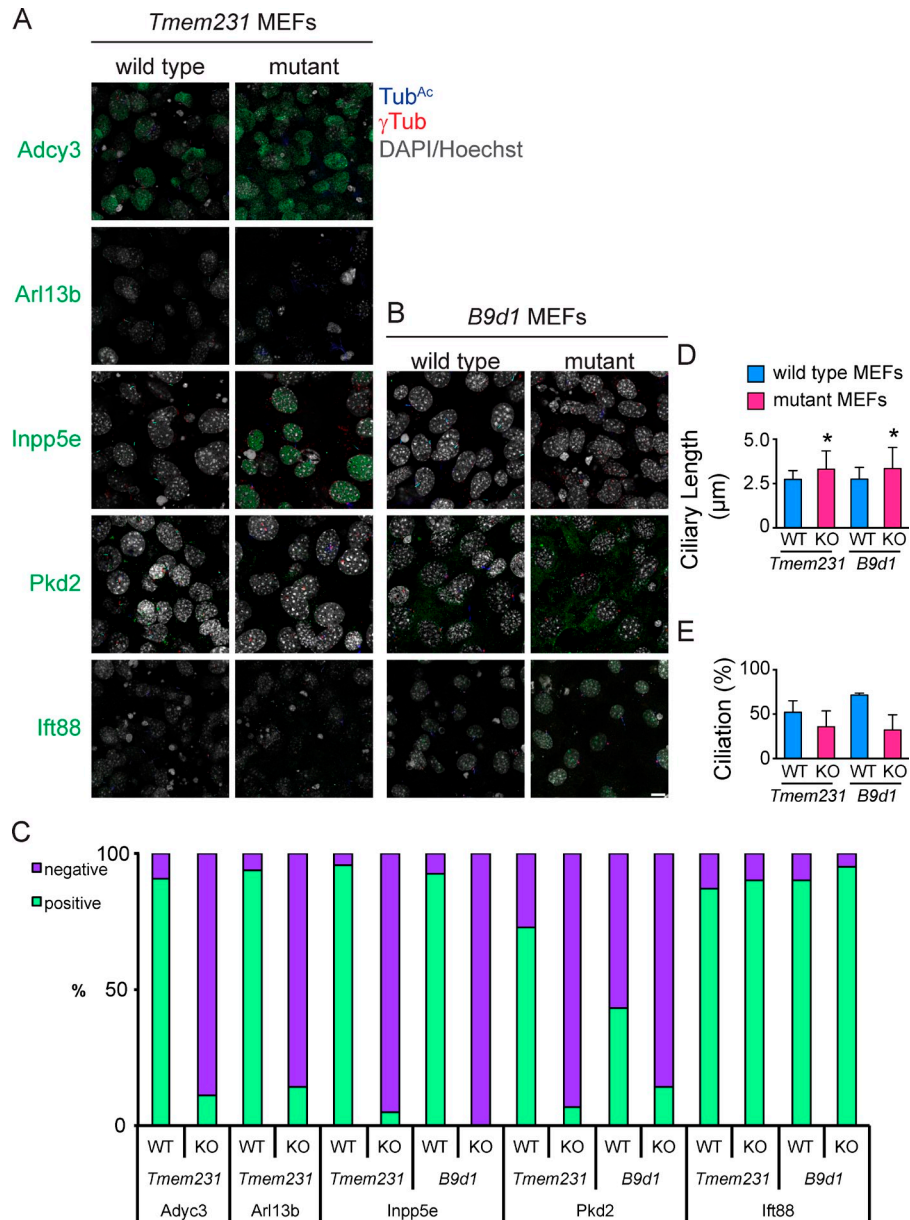 A
Tmem231 MEFs
wild type mutant
Tub^Ac
γTub
DAPI/Hoechst
Adcy3
Arl13b
Inpp5e
Pkd2
Ift88
B
B9d1 MEFs
wild type mutant
D
wild type MEFs
mutant MEFs
Ciliary Length
(μm)
5.0
2.5
0
* *
WT KO WT KO
Tmem231 B9d1
E
Ciliation (%)
100
50
0
WT KO WT KO
Tmem231 B9d1
C
negative
positive
%
100
50
0
WT KO WT KO WT KO WT KO WT KO WT KO WT KO WT KO
Tmem231 Tmem231 Tmem231 B9d1 Tmem231 B9d1 Tmem231 B9d1
Adyc3 Arl13b Inpp5e Pkd2 Ift88